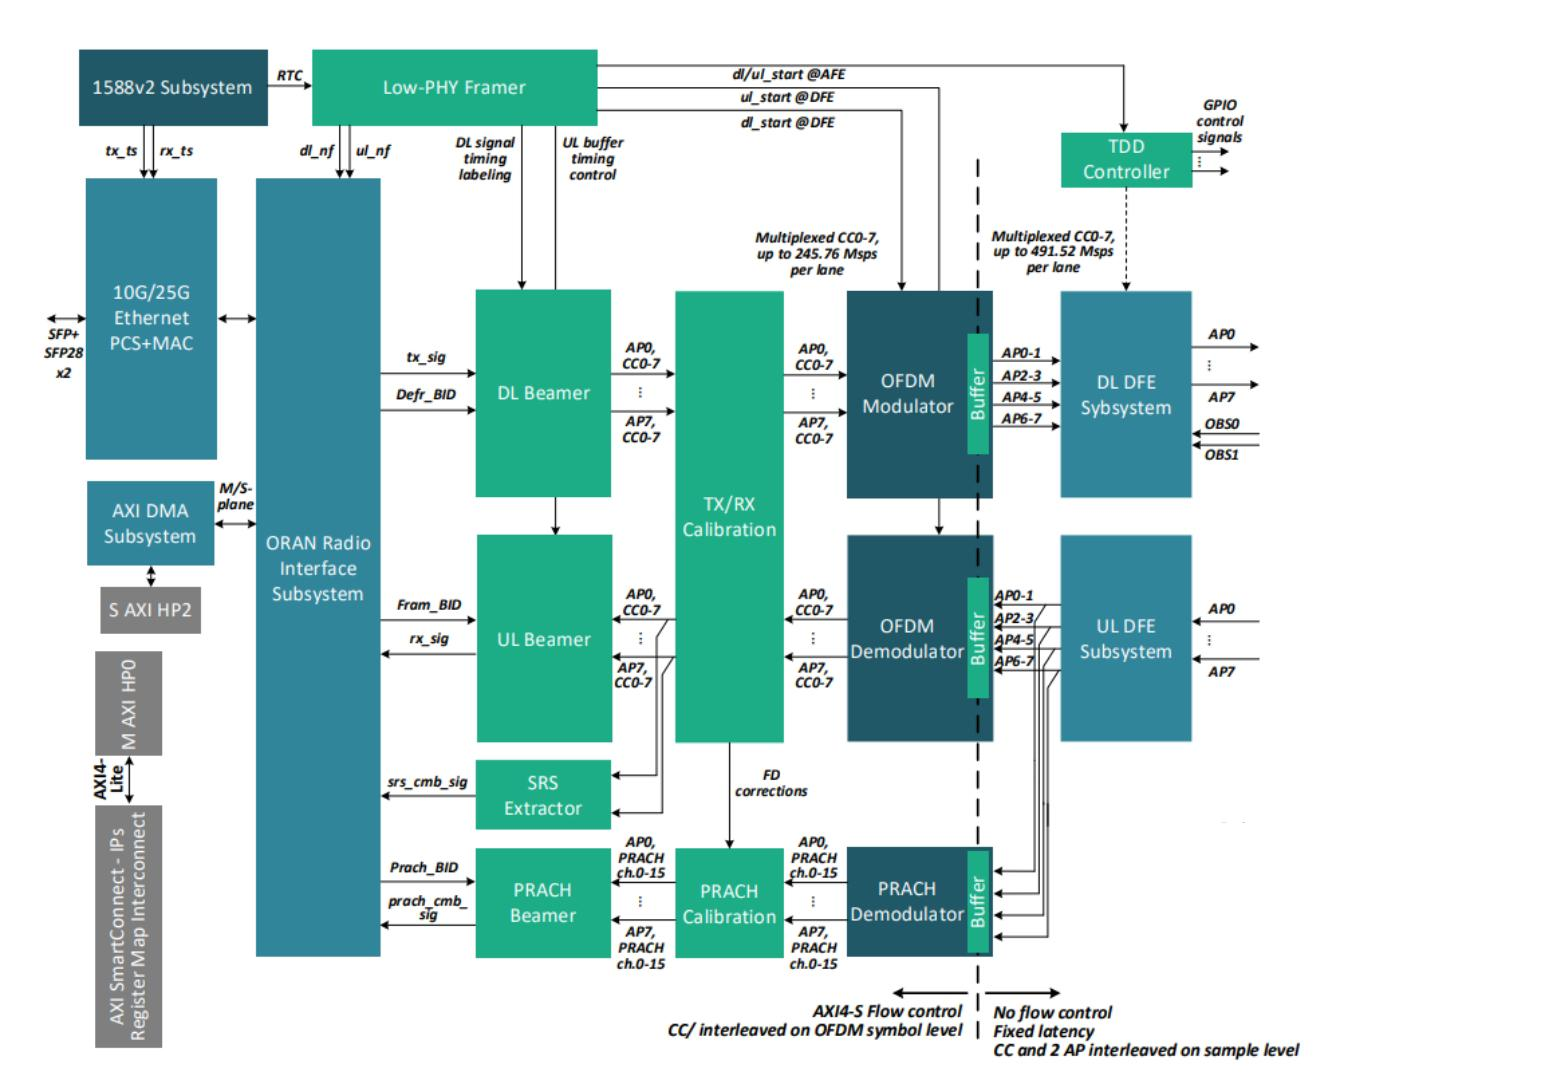 1588v2 Subsystem
RTC
Low-PHY Framer
dl/ul_start @AFE
ul_start @DFE
dl_start @DFE
GPIO
control
signals
TDD
Controller
tx_ts
rx_ts
dl_nf
ul_nf
DL signal
timing
labeling
UL buffer
timing
control
Multiplexed CC0-7,
up to 245.76 Msps
per lane
Multiplexed CC0-7,
up to 491.52 Msps
per lane
10G/25G
Ethernet
PCS+MAC
SFP+
SFP28
x2
tx_sig
Defr_BID
DL Beamer
AP0,
CC0-7
⋮
AP7,
CC0-7
TX/RX
Calibration
AP0,
CC0-7
⋮
AP7,
CC0-7
OFDM
Modulator
Buffer
AP0-1
AP2-3
AP4-5
AP6-7
DL DFE
Sybsystem
AP0
⋮
AP7
OBS0
OBS1
M/S-
plane
AXI DMA
Subsystem
S AXI HP2
ORAN Radio
Interface
Subsystem
Fram_BID
rx_sig
UL Beamer
AP0,
CC0-7
⋮
AP7,
CC0-7
AP0,
CC0-7
⋮
AP7,
CC0-7
OFDM
Demodulator
Buffer
AP0-1
AP2-3
AP4-5
AP6-7
UL DFE
Subsystem
AP0
⋮
AP7
M AXI HP0
AXI4-
Lite
AXI SmartConnect - IPs
Register Map Interconnect
srs_cmb_sig
SRS
Extractor
FD
corrections
Prach_BID
prach_cmb_
sig
PRACH
Beamer
AP0,
PRACH
ch.0-15
⋮
AP7,
PRACH
ch.0-15
PRACH
Calibration
AP0,
PRACH
ch.0-15
⋮
AP7,
PRACH
ch.0-15
PRACH
Demodulator
Buffer
AXI4-S Flow control
CC/ interleaved on OFDM symbol level
No flow control
Fixed latency
CC and 2 AP interleaved on sample level